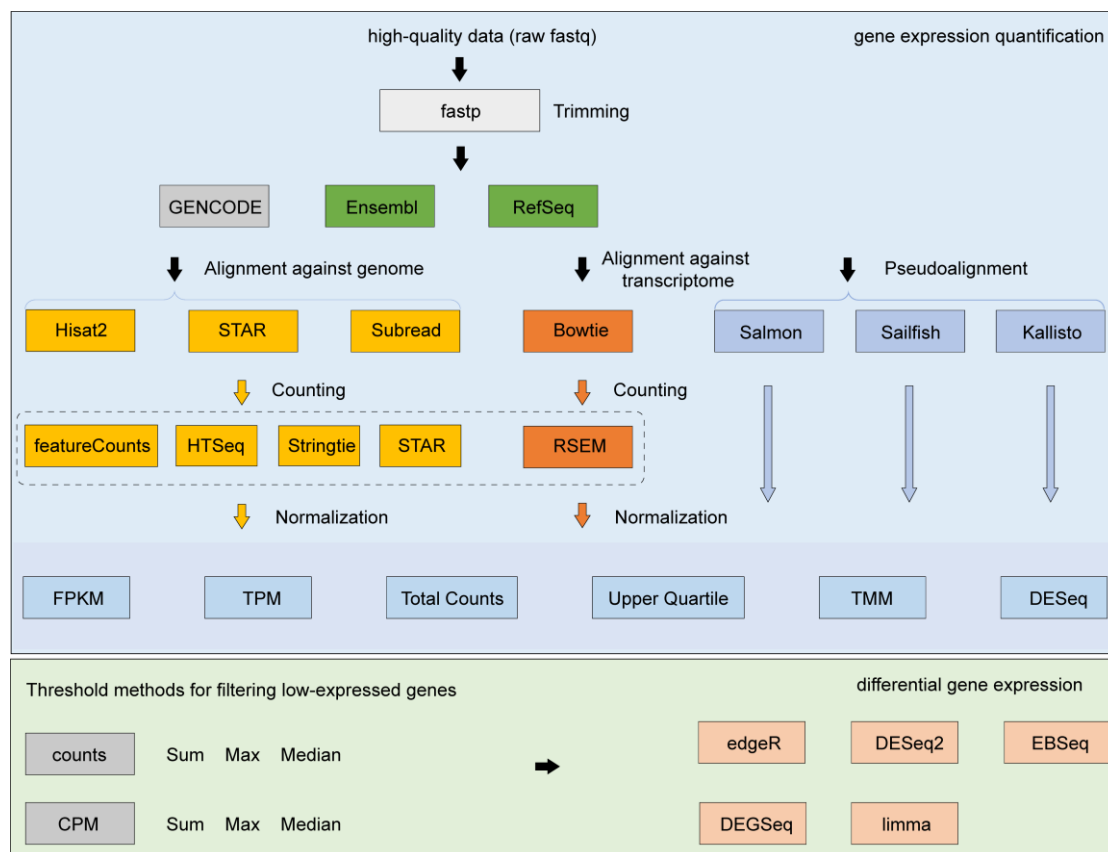 high-quality data (raw fastq)
gene expression quantification
fastp
Trimming
GENCODE
Ensembl
RefSeq
Alignment against genome
Alignment against
transcriptome
Pseudoalignment
Hisat2
STAR
Subread
Bowtie
Salmon
Sailfish
Kallisto
Counting
Counting
featureCounts
HTSeq
Stringtie
STAR
RSEM
Normalization
Normalization
FPKM
TPM
Total Counts
Upper Quartile
TMM
DESeq
Threshold methods for filtering low-expressed genes
differential gene expression
counts
Sum Max Median
edgeR
DESeq2
EBSeq
CPM
Sum Max Median
DEGSeq
limma